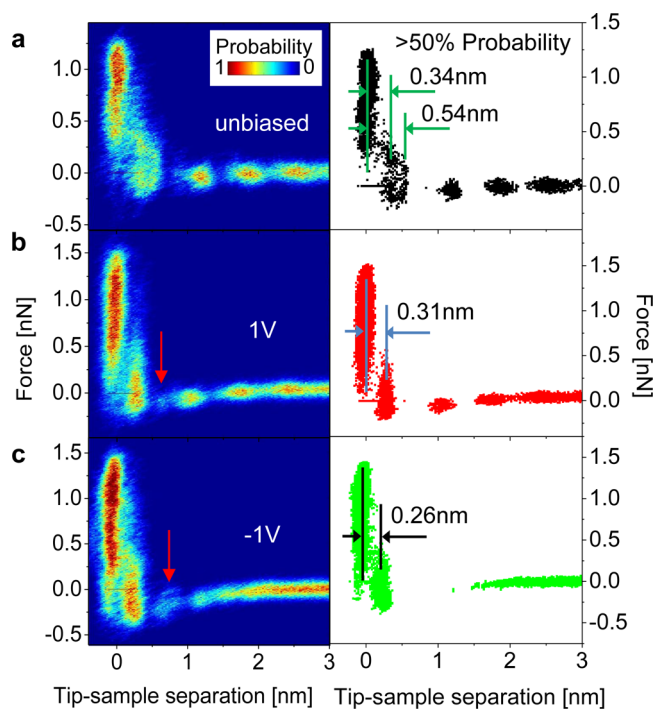 a
Probability
1 0
unbiased
>50% Probability
0.34nm
0.54nm
1.0
0.5
0.0
-0.5
1.5
1.0
0.5
0.0
b
1V
0.31nm
1.5
1.0
0.5
0.0
1.5
1.0
0.5
0.0
Force [nN]
Force [nN]
c
-1V
0.26nm
1.5
1.0
0.5
0.0
-0.5
1.5
1.0
0.5
0.0
-0.5
0 1 2 3
0 1 2 3
Tip-sample separation [nm]
Tip-sample separation [nm]